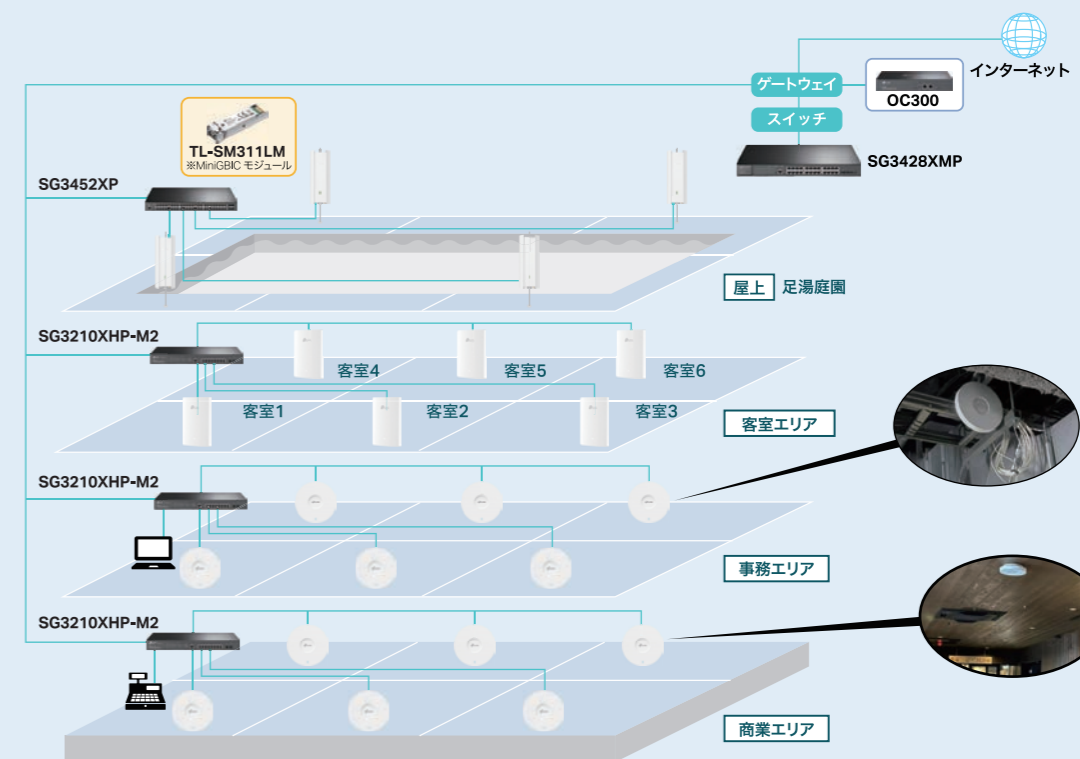 インターネット
ゲートウェイ
OC300
スイッチ
SG3428XMP
TL-SM311LM
※MiniGBIC モジュール
SG3452XP
屋上 足湯庭園
SG3210XHP-M2
客室4
客室5
客室6
客室1
客室2
客室3
客室エリア
SG3210XHP-M2
事務エリア
SG3210XHP-M2
商業エリア